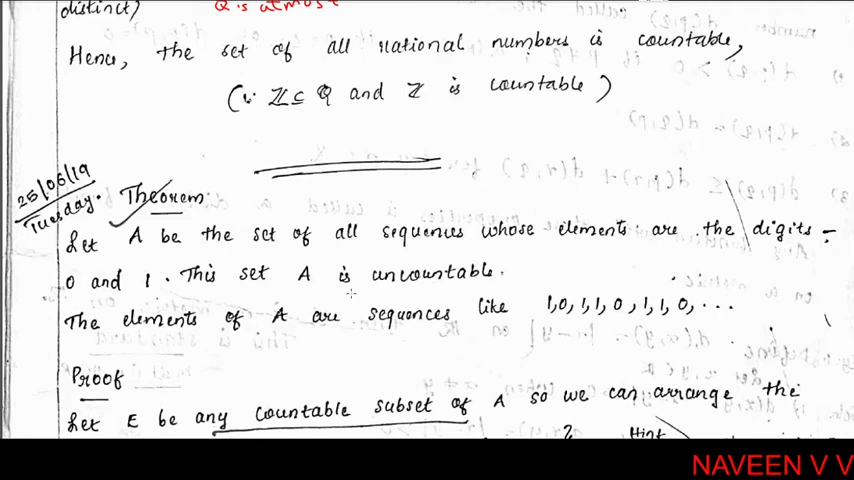 distinct) Q is atmost
Hence, the set of all rational numbers is countable,
(∵ ℤ ⊆ ℚ and ℤ is countable)
25/06/19
Tuesday.
Theorem
Let A be the set of all sequences whose elements are the digits
0 and 1. This set A is uncountable.
The elements of A are sequences like 1,0,1,1,0,1,1,0,...
Proof
Let E be any countable subset of A so we can arrange the
Hint
NAVEEN V V